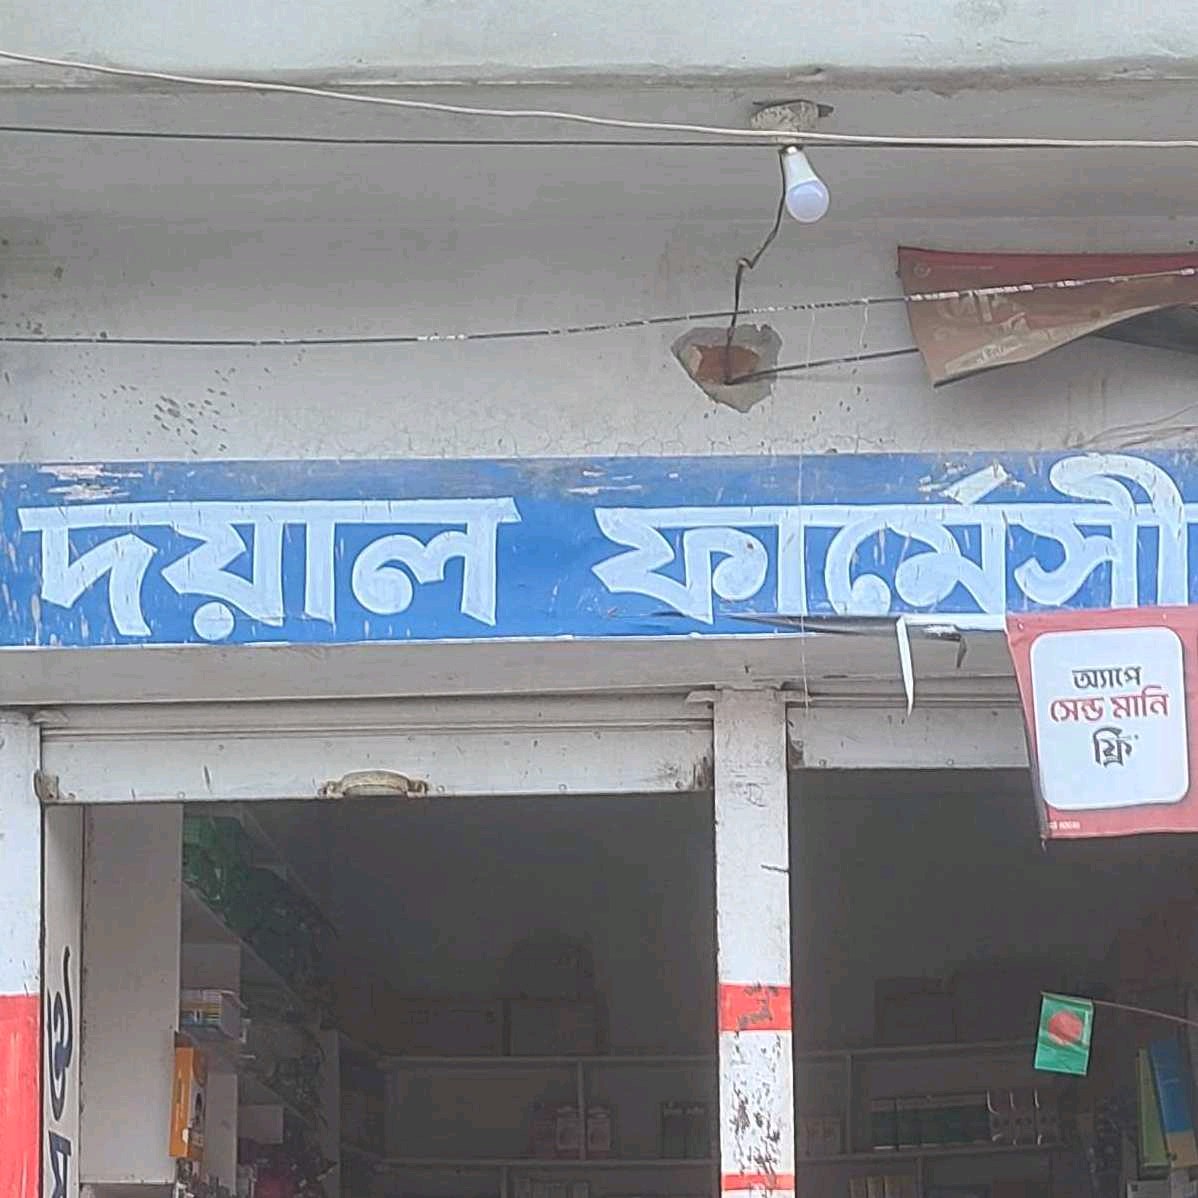 দয়াল ফার্মেসী
অ্যাপে
সেন্ড মানি
ফ্রি